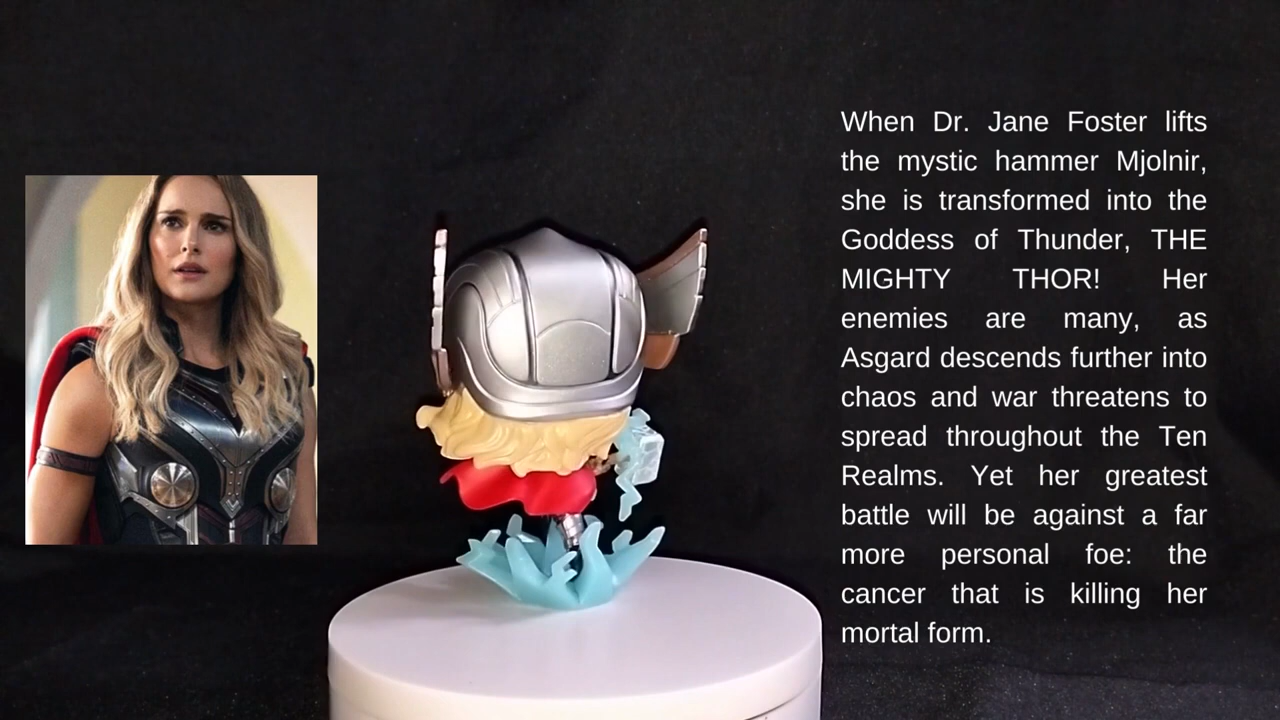 When Dr. Jane Foster lifts
the mystic hammer Mjolnir,
she is transformed into the
Goddess of Thunder, THE
MIGHTY THOR! Her
enemies are many, as
Asgard descends further into
chaos and war threatens to
spread throughout the Ten
Realms. Yet her greatest
battle will be against a far
more personal foe: the
cancer that is killing her
mortal form.